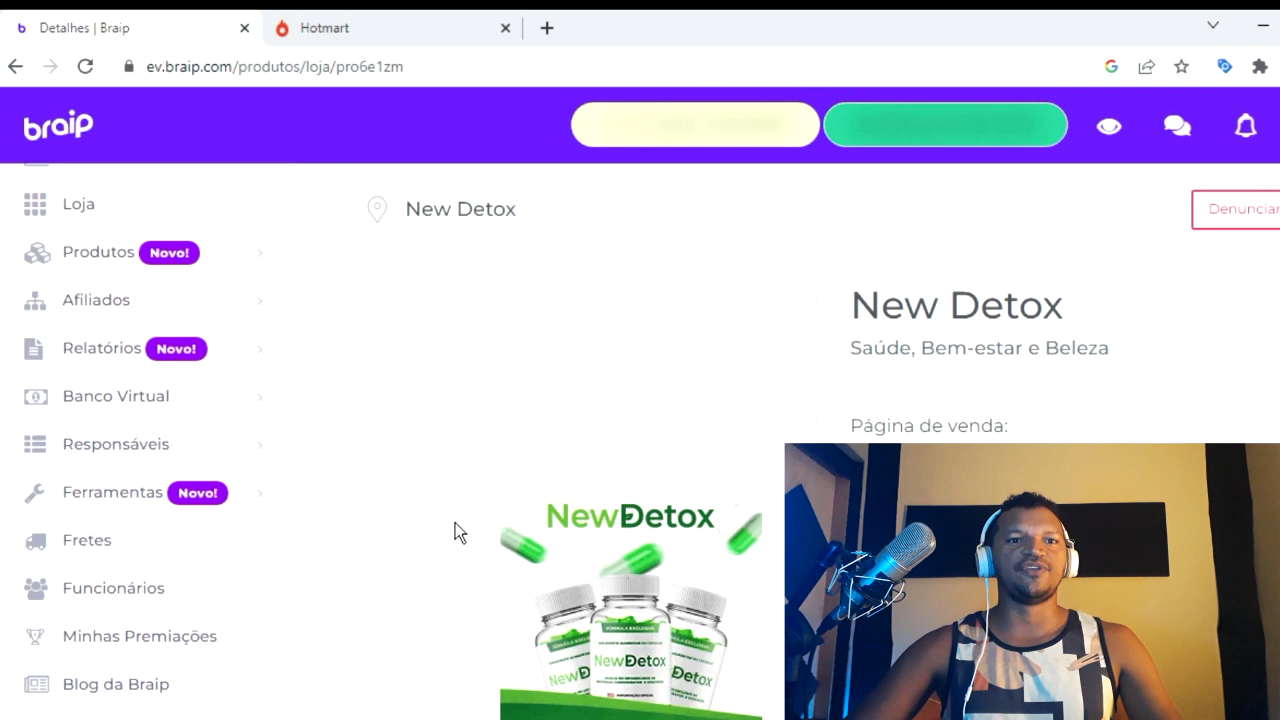 Detalhes | Braip
Hotmart
ev.braip.com/produtos/loja/pro6e1zm
braip
Loja
Produtos Novo!
Afiliados
Relatórios Novo!
Banco Virtual
Responsáveis
Ferramentas Novo!
Fretes
Funcionários
Minhas Premiações
Blog da Braip
New Detox
Denunciar
New Detox
Saúde, Bem-estar e Beleza
Página de venda:
NewDetox
FÓRMULA EXCLUSIVA
NewDetox